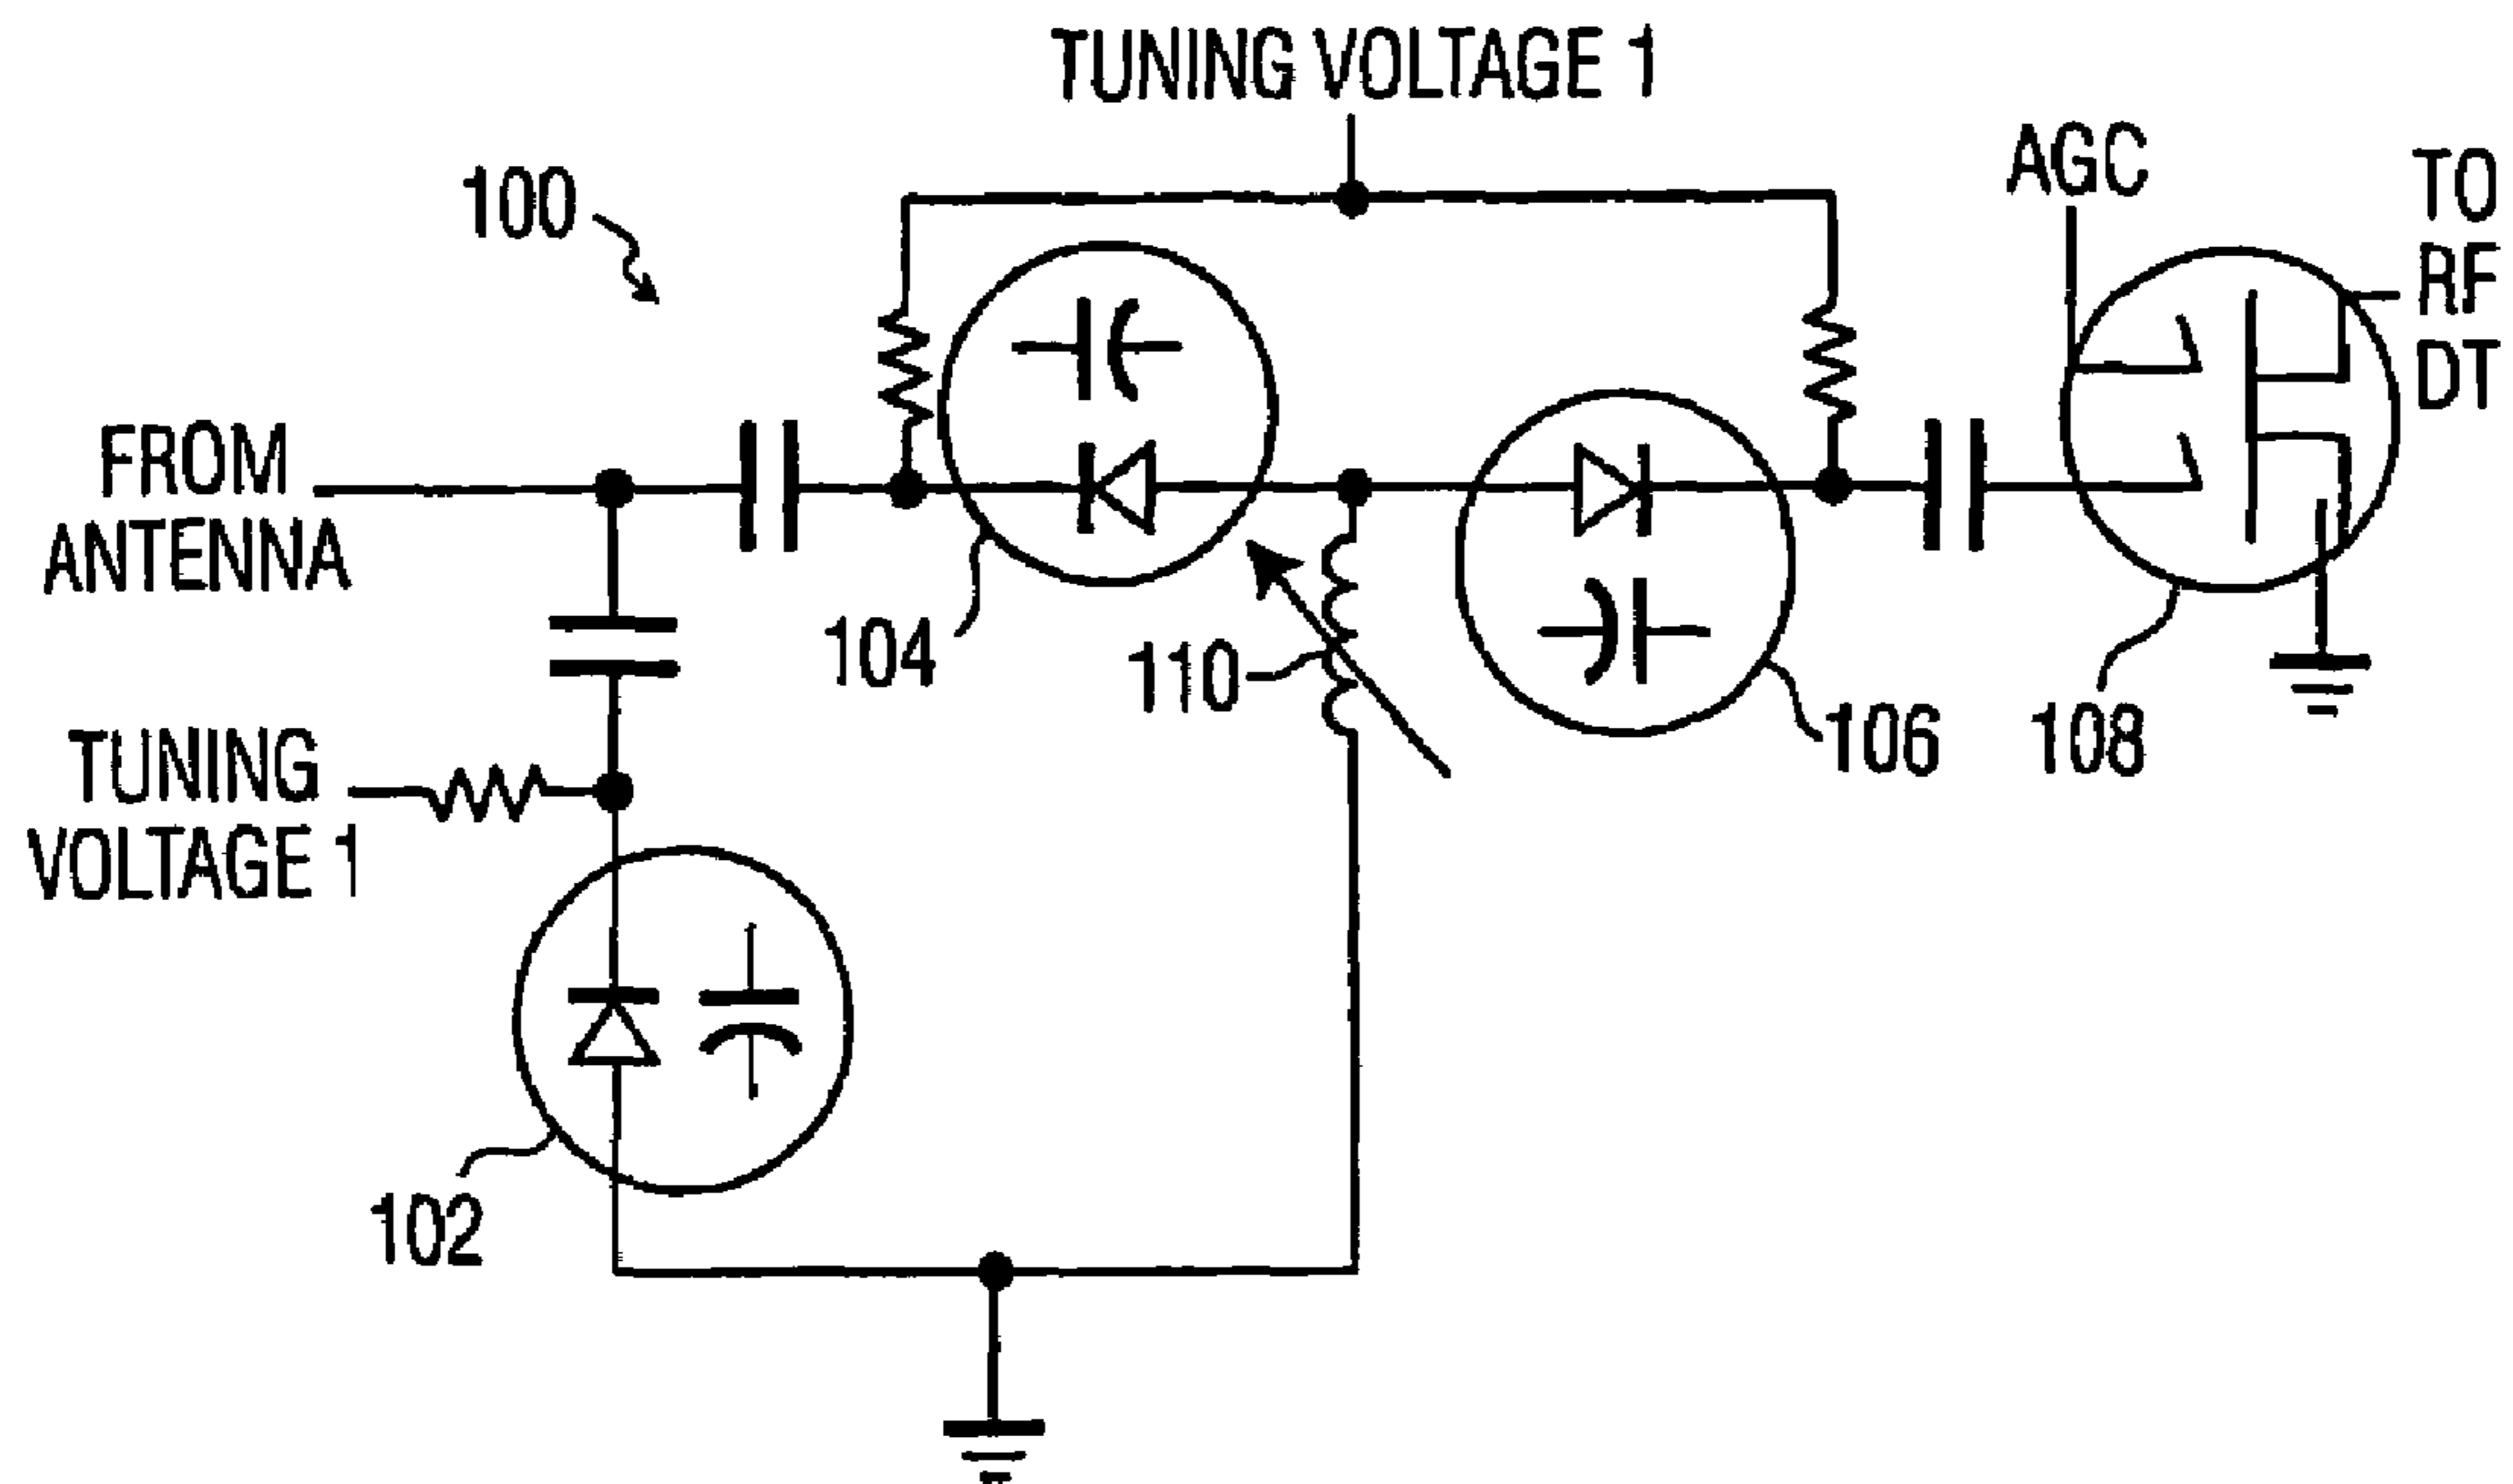 TUNING VOLTAGE 1
100
AGC
TO
RF
DT
FROM
ANTENNA
104
110
106
108
TUNING
VOLTAGE 1
102